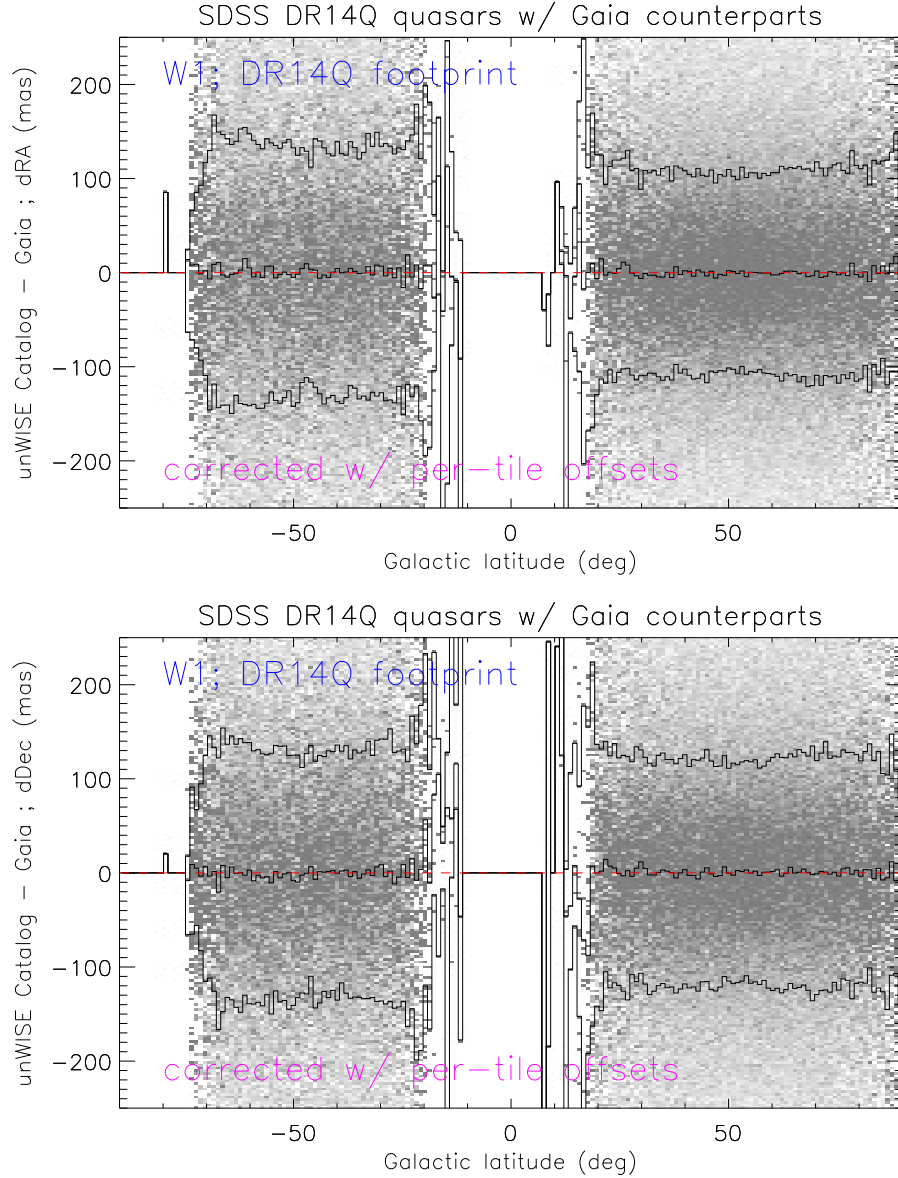 SDSS DR14Q quasars w/ Gaia counterparts
W1; DR14Q footprint
200
100
0
−100
−200
unWISE Catalog − Gaia ; dRA (mas)
corrected w/ per−tile offsets
−50 0 50
Galactic latitude (deg)
SDSS DR14Q quasars w/ Gaia counterparts
W1; DR14Q footprint
200
100
0
−100
−200
unWISE Catalog − Gaia ; dDec (mas)
corrected w/ per−tile offsets
−50 0 50
Galactic latitude (deg)